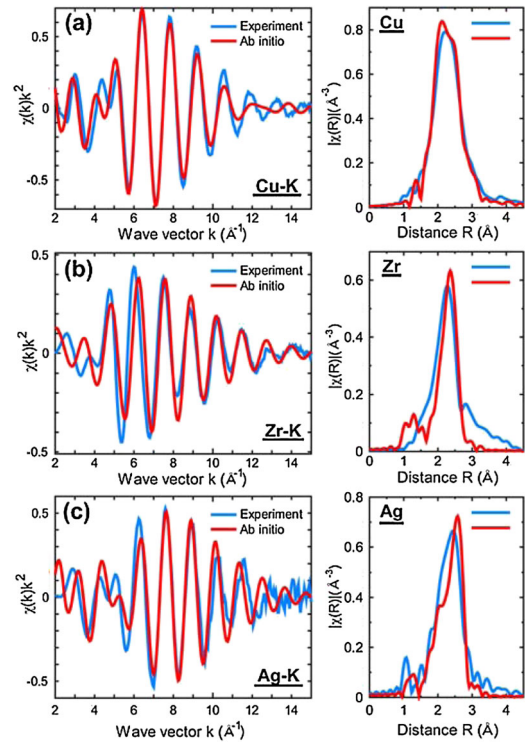 (a)
Experiment
Ab initio
χ(k)k²
0.5
0
-0.5
Cu-K
2 4 6 8 10 12 14
Wave vector k (Å⁻¹)
Cu
|χ(R)|(Å⁻³)
0.8
0.6
0.4
0.2
0
0 1 2 3 4
Distance R (Å)
(b)
Experiment
Ab initio
χ(k)k²
0.5
0
-0.5
Zr-K
2 4 6 8 10 12 14
Wave vector k (Å⁻¹)
Zr
|χ(R)|(Å⁻³)
0.6
0.4
0.2
0
0 1 2 3 4
Distance R (Å)
(c)
Experiment
Ab initio
χ(k)k²
0.5
0
-0.5
Ag-K
2 4 6 8 10 12 14
Wave vector k (Å⁻¹)
Ag
|χ(R)|(Å⁻³)
0.8
0.6
0.4
0.2
0
0 1 2 3 4
Distance R (Å)